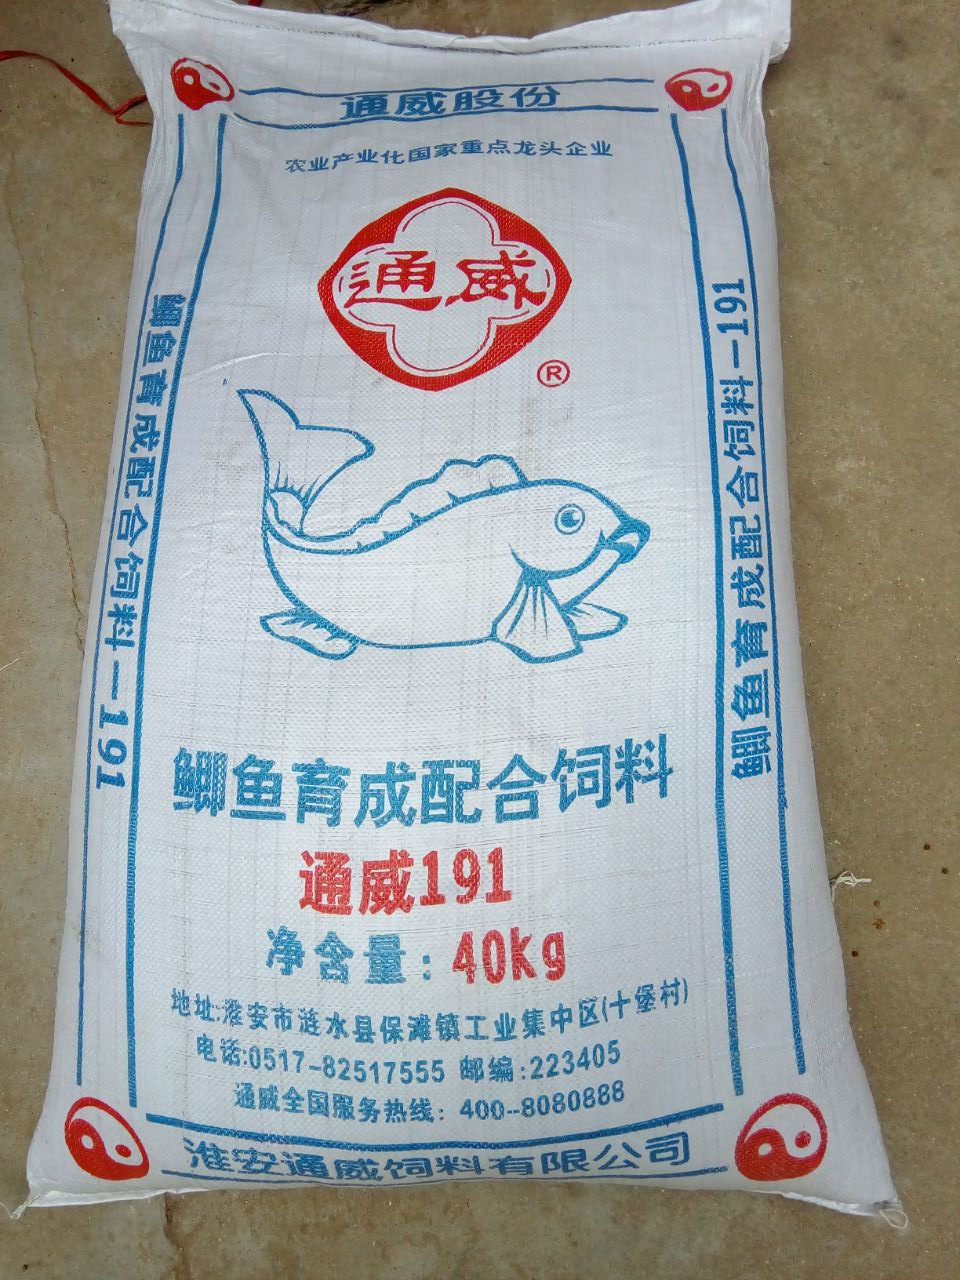 通威股份
农业产业化国家重点龙头企业
通威
®
鲫鱼育成配合饲料—191
鲫鱼育成配合饲料—191
鲫鱼育成配合饲料
通威191
净含量:40kg
地址:淮安市涟水县保滩镇工业集中区(十堡村)
电话:0517-82517555 邮编:223405
通威全国服务热线: 400--8080888
淮安通威饲料有限公司